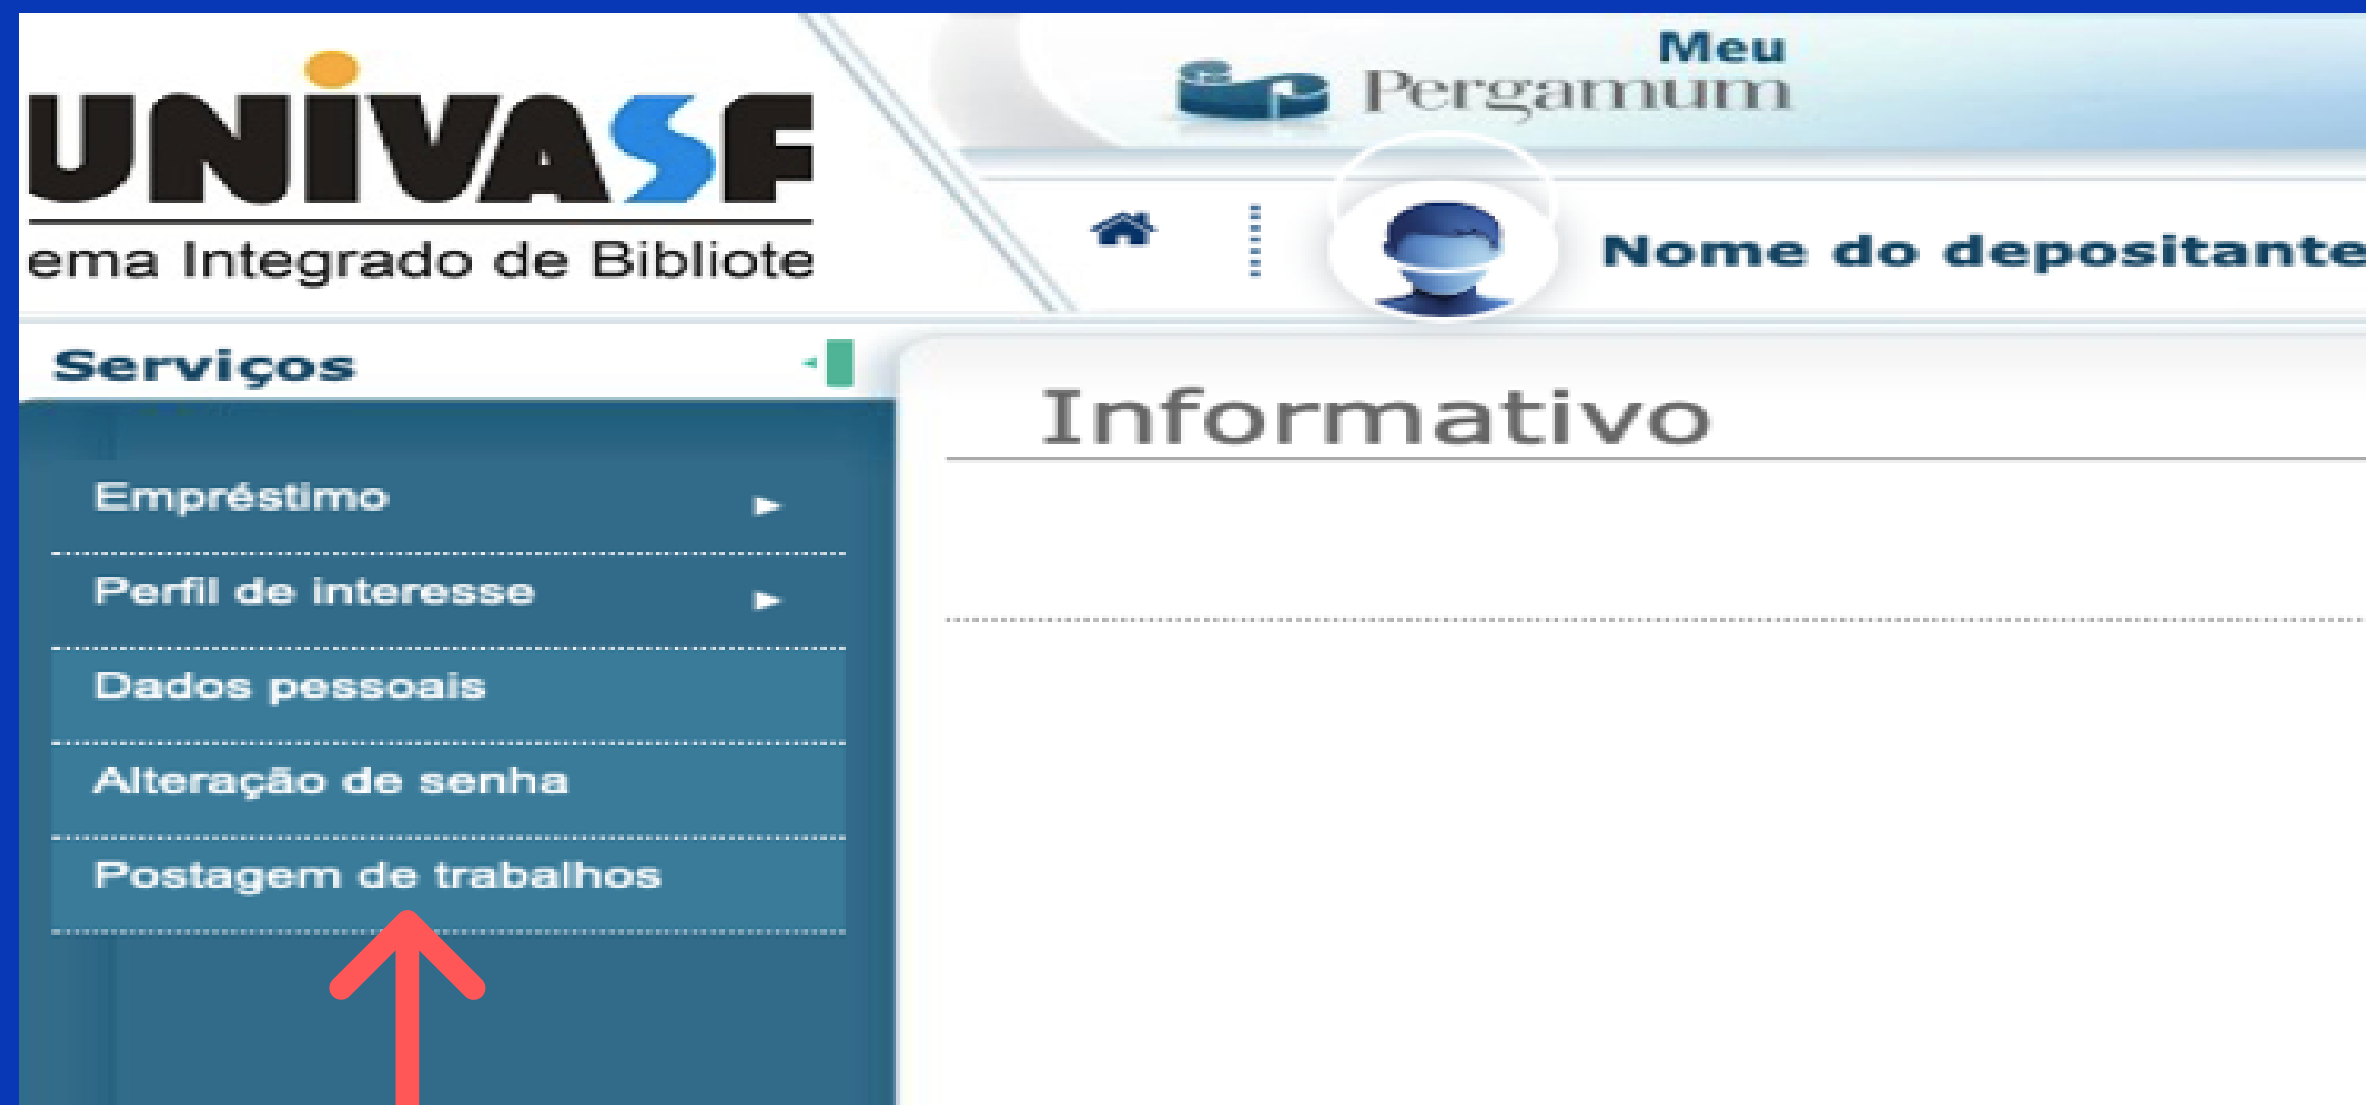 UNIVASF
ema Integrado de Bibliote
Meu
Pergamum
Nome do depositante
Serviços
Informativo
Empréstimo
Perfil de interesse
Dados pessoais
Alteração de senha
Postagem de trabalhos